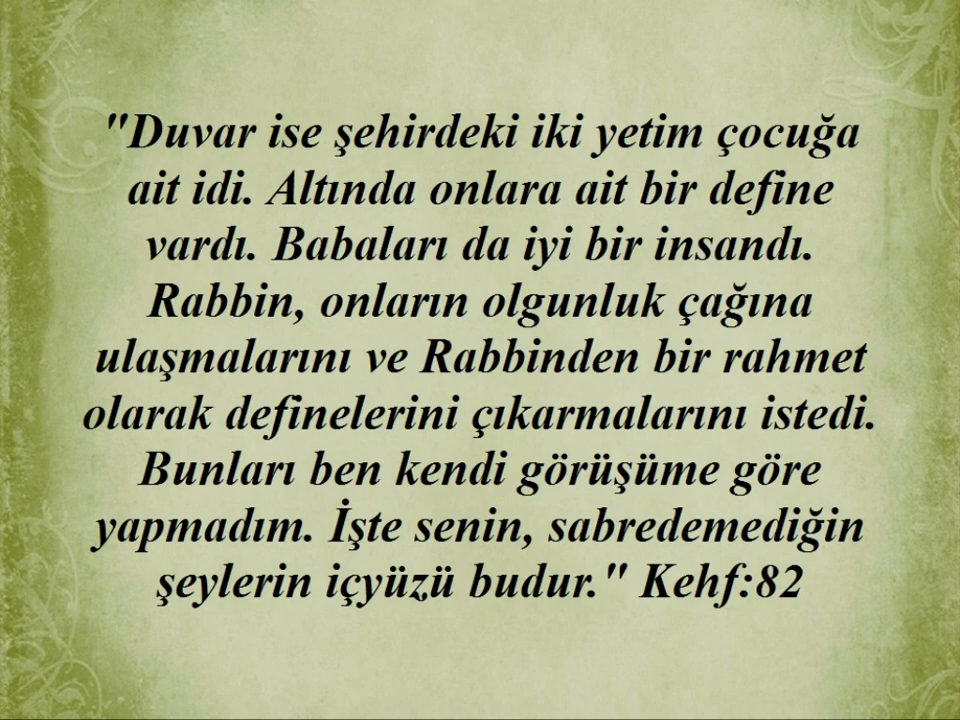 "Duvar ise şehirdeki iki yetim çocuğa
ait idi. Altında onlara ait bir define
vardı. Babaları da iyi bir insandı.
Rabbin, onların olgunluk çağına
ulaşmalarını ve Rabbinden bir rahmet
olarak definelerini çıkarmalarını istedi.
Bunları ben kendi görüşüme göre
yapmadım. İşte senin, sabredemediğin
şeylerin içyüzü budur." Kehf:82